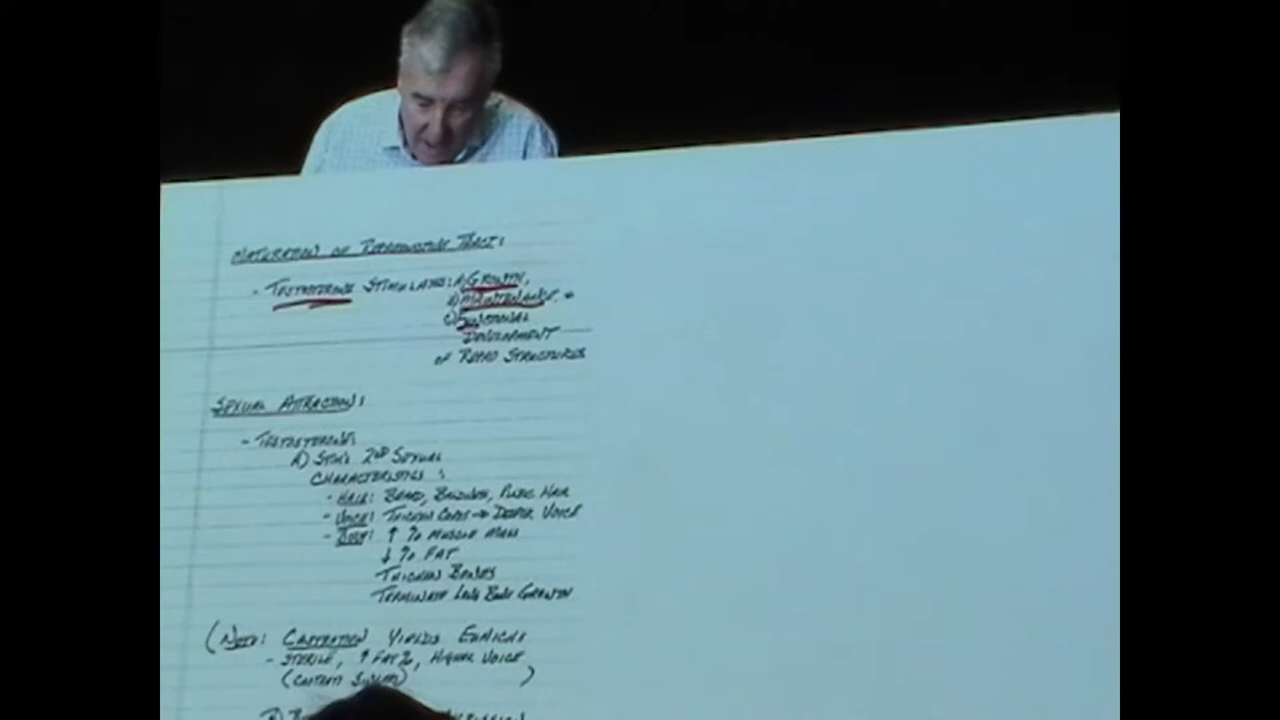 MATURATION OF REPRODUCTIVE TRACT:
- TESTOSTERONE STIMULATES: A) GROWTH,
B) MAINTENANCE, +
C) FUNCTIONAL
DEVELOPMENT
OF REPRO STRUCTURES
SEXUAL ATTRACTION:
- TESTOSTERONE:
A) STIM'S 2ND SEXUAL
CHARACTERISTICS:
- HAIR: BEARD, BALDNESS, PUBIC HAIR
- VOICE: THICKEN CORDS → DEEPER VOICE
- BODY: ↑ % MUSCLE MASS
↓ % FAT
THICKEN BONES
TERMINATE LONG BONE GROWTH
(NOTE: CASTRATION YIELDS EUNUCHS
- STERILE, ↑ FAT %, HIGHER VOICE
)